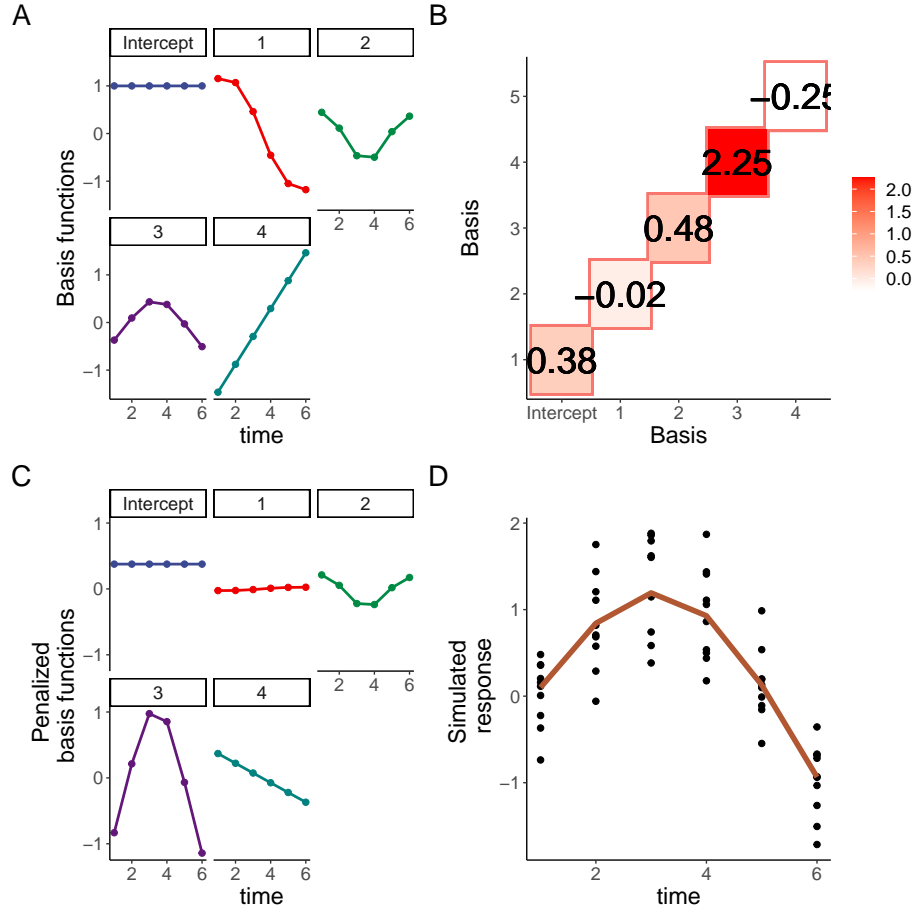 A
Intercept 1 2
1
0
−1
2 4 6
3 4
1
0
−1
2 4 6 2 4 6
Basis functions
time
B
5
4
3
2
1
−0.25
2.25
0.48
−0.02
0.38
Intercept 1 2 3 4
Basis
Basis
2.0
1.5
1.0
0.5
0.0
C
Intercept 1 2
1
0
−1
2 4 6
3 4
1
0
−1
2 4 6 2 4 6
Penalized
basis functions
time
D
2
1
0
−1
2 4 6
Simulated
response
time